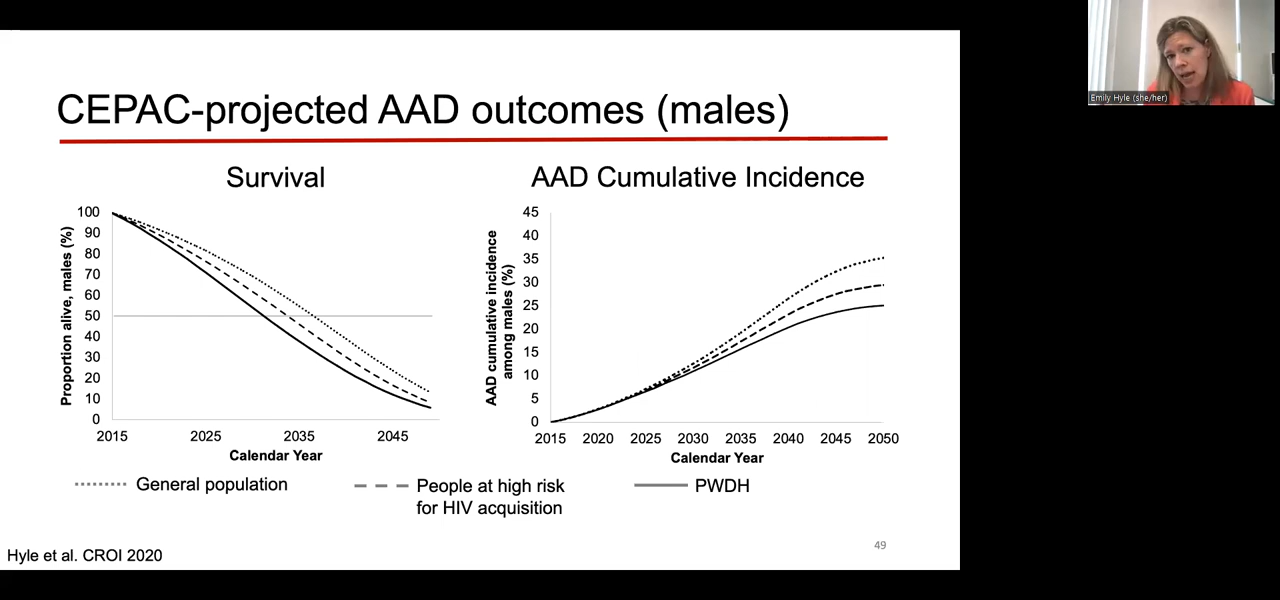 Emily Hyle (she/her)
CEPAC-projected AAD outcomes (males)
Survival
Proportion alive, males (%)
100
90
80
70
60
50
40
30
20
10
0
2015 2025 2035 2045
Calendar Year
AAD Cumulative Incidence
AAD cumulative incidence
among males (%)
45
40
35
30
25
20
15
10
5
0
2015 2020 2025 2030 2035 2040 2045 2050
Calendar Year
General population
People at high risk
for HIV acquisition
PWDH
49
Hyle et al. CROI 2020